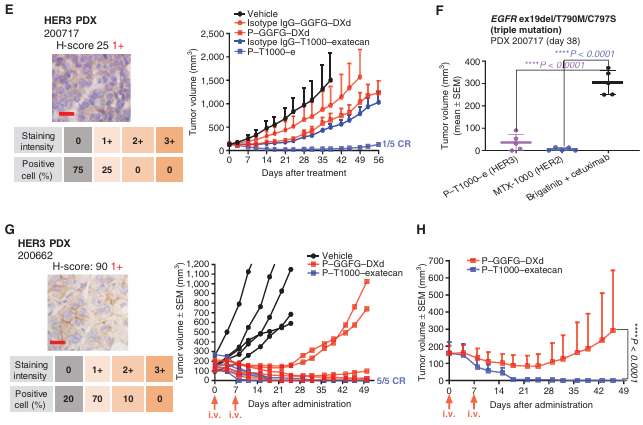 E
HER3 PDX
200717
H-score 25 1+
Staining intensity 0 1+ 2+ 3+
Positive cell (%) 75 25 0 0
Tumor volume (mm³)
2,500
2,000
1,500
1,000
500
0
Vehicle
Isotype IgG–GGFG–DXd
P–GGFG–DXd
Isotype IgG–T1000–exatecan
P–T1000–e
1/5 CR
0 7 14 21 28 35 42 49 56
Days after treatment
F
EGFR ex19del/T790M/C797S
(triple mutation)
PDX 200717 (day 38)
****P < 0.0001
****P < 0.0001
Tumor volume (mm³)
(mean ± SEM)
400
300
200
100
0
P–T1000–e (HER3)
MTX-1000 (HER2)
Brigatinib + cetuximab
G
HER3 PDX
200662
H-score: 90 1+
Staining intensity 0 1+ 2+ 3+
Positive cell (%) 20 70 10 0
Tumor volume ± SEM (mm³)
1,200
1,100
1,000
900
800
700
600
500
400
300
200
100
0
Vehicle
P–GGFG–DXd
P–T1000–exatecan
5/5 CR
0 7 14 21 28 35 42 49
i.v. i.v.
Days after administration
H
P–GGFG–DXd
P–T1000–exatecan
Tumor volume ± SEM (mm³)
700
600
500
400
300
200
100
0
****P < 0.0001
0 7 14 21 28 35 42 49
i.v. i.v.
Days after administration